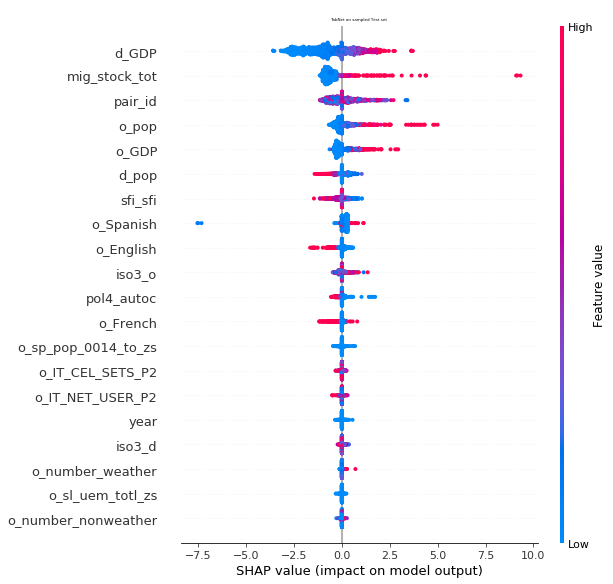 TabNet on sampled Test set
High
d_GDP
mig_stock_tot
pair_id
o_pop
o_GDP
d_pop
sfi_sfi
o_Spanish
o_English
iso3_o
pol4_autoc
o_French
o_sp_pop_0014_to_zs
o_IT_CEL_SETS_P2
o_IT_NET_USER_P2
year
iso3_d
o_number_weather
o_sl_uem_totl_zs
o_number_nonweather
Feature value
Low
−7.5 −5.0 −2.5 0.0 2.5 5.0 7.5 10.0
SHAP value (impact on model output)